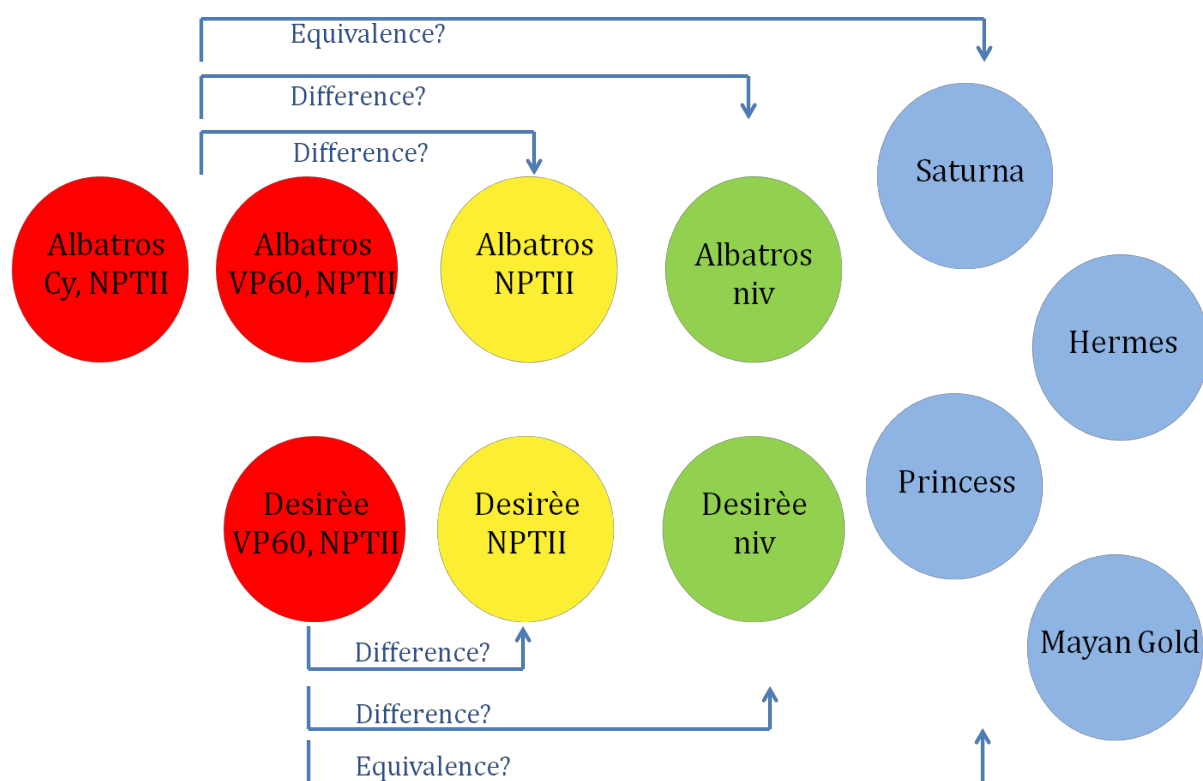 Equivalence?
Difference?
Difference?
Saturna
Albatros
Cy, NPTII
Albatros
VP60, NPTII
Albatros
NPTII
Albatros
niv
Hermes
Princess
Desirèe
VP60, NPTII
Desirèe
NPTII
Desirèe
niv
Mayan Gold
Difference?
Difference?
Equivalence?